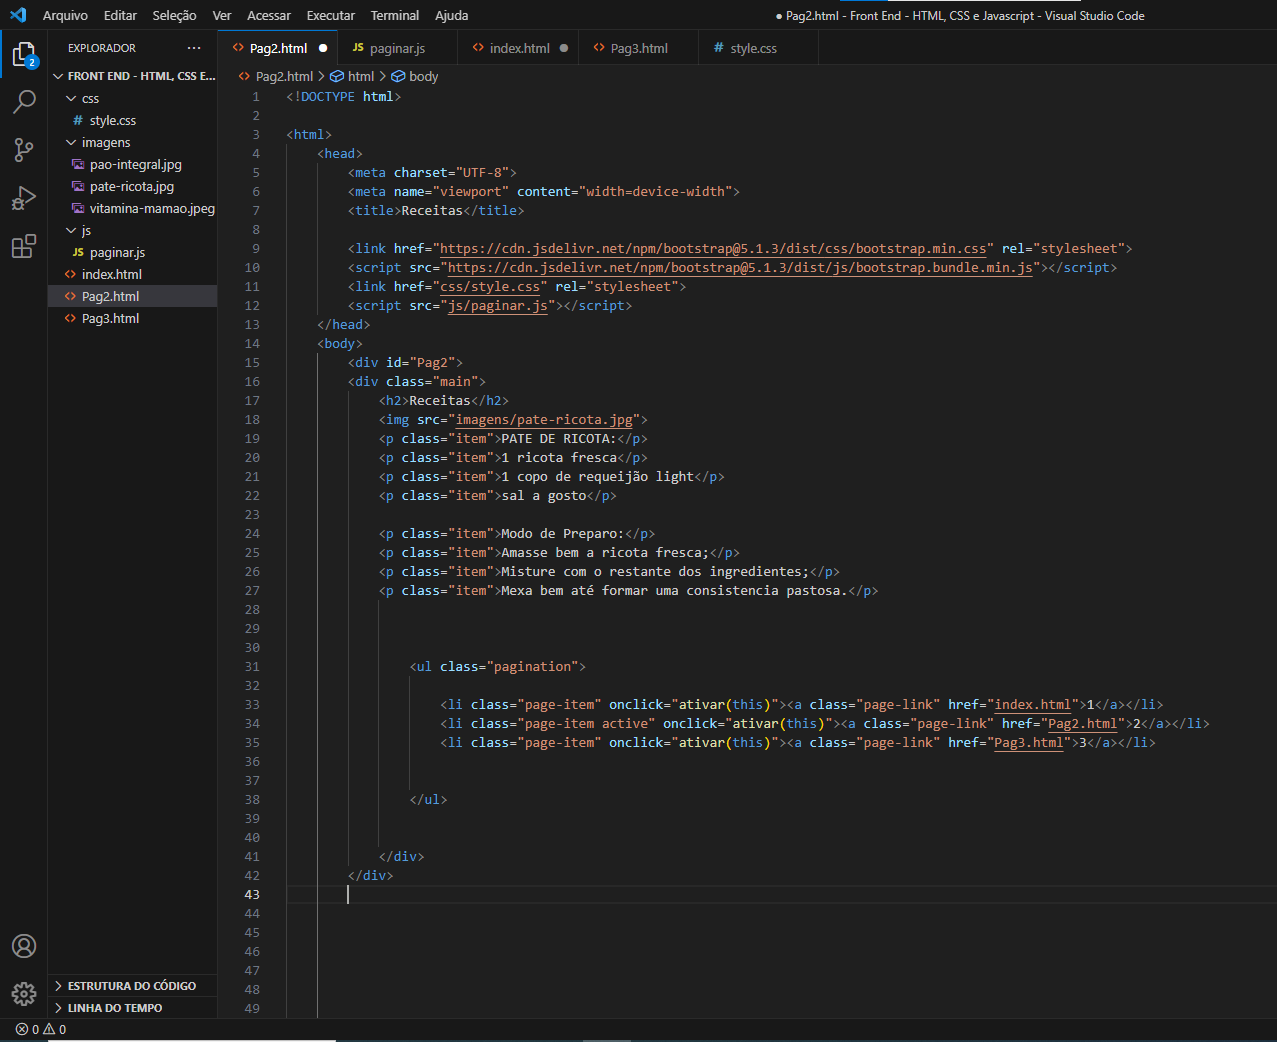 Arquivo Editar Seleção Ver Acessar Executar Terminal Ajuda ● Pag2.html - Front End - HTML, CSS e Javascript - Visual Studio Code
EXPLORADOR ···
2
FRONT END - HTML, CSS E...
css
# style.css
imagens
pao-integral.jpg
pate-ricota.jpg
vitamina-mamao.jpeg
js
JS paginar.js
<> index.html
<> Pag2.html
<> Pag3.html
ESTRUTURA DO CÓDIGO
LINHA DO TEMPO
<> Pag2.html ● JS paginar.js <> index.html ● <> Pag3.html # style.css
<> Pag2.html > html > body
1 <!DOCTYPE html>
2
3 <html>
4 <head>
5 <meta charset="UTF-8">
6 <meta name="viewport" content="width=device-width">
7 <title>Receitas</title>
8
9 <link href="https://cdn.jsdelivr.net/npm/bootstrap@5.1.3/dist/css/bootstrap.min.css" rel="stylesheet">
10 <script src="https://cdn.jsdelivr.net/npm/bootstrap@5.1.3/dist/js/bootstrap.bundle.min.js"></script>
11 <link href="css/style.css" rel="stylesheet">
12 <script src="js/paginar.js"></script>
13 </head>
14 <body>
15 <div id="Pag2">
16 <div class="main">
17 <h2>Receitas</h2>
18 <img src="imagens/pate-ricota.jpg">
19 <p class="item">PATE DE RICOTA:</p>
20 <p class="item">1 ricota fresca</p>
21 <p class="item">1 copo de requeijão light</p>
22 <p class="item">sal a gosto</p>
23
24 <p class="item">Modo de Preparo:</p>
25 <p class="item">Amasse bem a ricota fresca;</p>
26 <p class="item">Misture com o restante dos ingredientes;</p>
27 <p class="item">Mexa bem até formar uma consistencia pastosa.</p>
28
29
30
31 <ul class="pagination">
32
33 <li class="page-item" onclick="ativar(this)"><a class="page-link" href="index.html">1</a></li>
34 <li class="page-item active" onclick="ativar(this)"><a class="page-link" href="Pag2.html">2</a></li>
35 <li class="page-item" onclick="ativar(this)"><a class="page-link" href="Pag3.html">3</a></li>
36
37
38 </ul>
39
40
41 </div>
42 </div>
43
44
45
46
47
48
49
0 0